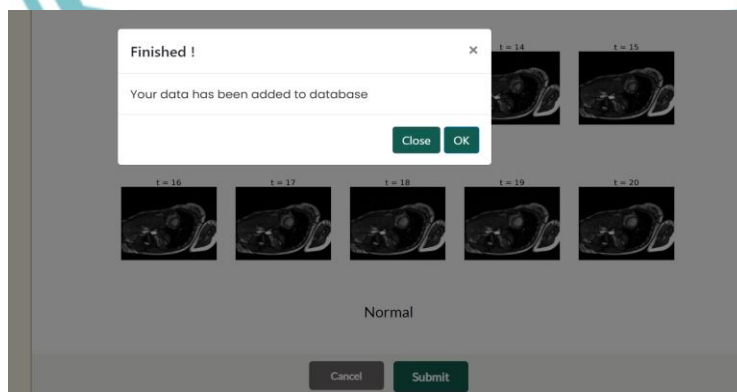 Finished !
×
Your data has been added to database
Close OK
t = 14 t = 15
t = 16 t = 17 t = 18 t = 19 t = 20
Normal
Cancel Submit